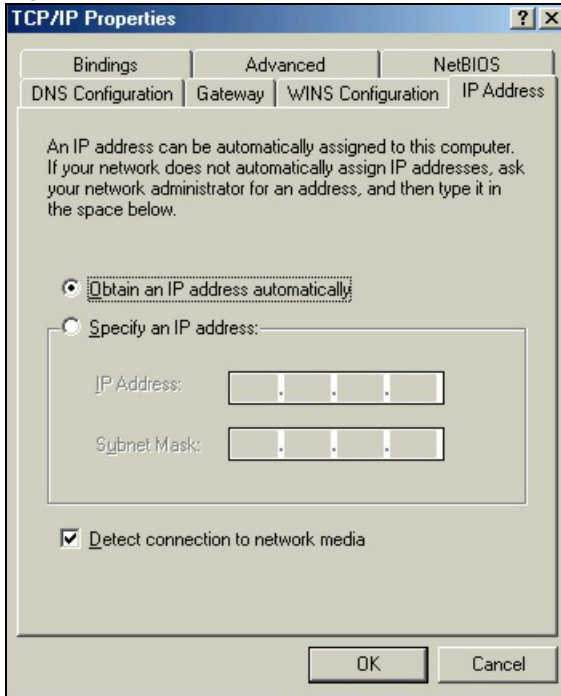 TCP/IP Properties
Bindings Advanced NetBIOS
DNS Configuration Gateway WINS Configuration IP Address
An IP address can be automatically assigned to this computer.
If your network does not automatically assign IP addresses, ask
your network administrator for an address, and then type it in
the space below.
Obtain an IP address automatically
Specify an IP address:
IP Address:
Subnet Mask:
Detect connection to network media
OK Cancel